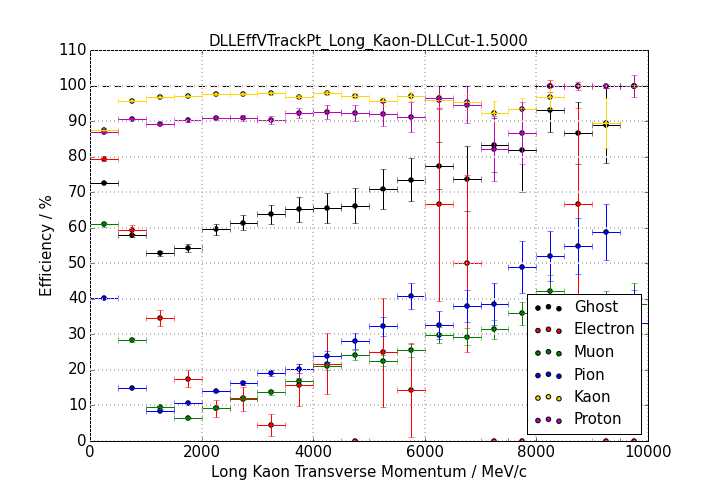 DLLEffVTrackPt_Long_Kaon-DLLCut-1.5000
110
100
90
80
70
60
50
40
30
20
10
0
Efficiency / %
0 2000 4000 6000 8000 10000
Long Kaon Transverse Momentum / MeV/c
Ghost
Electron
Muon
Pion
Kaon
Proton